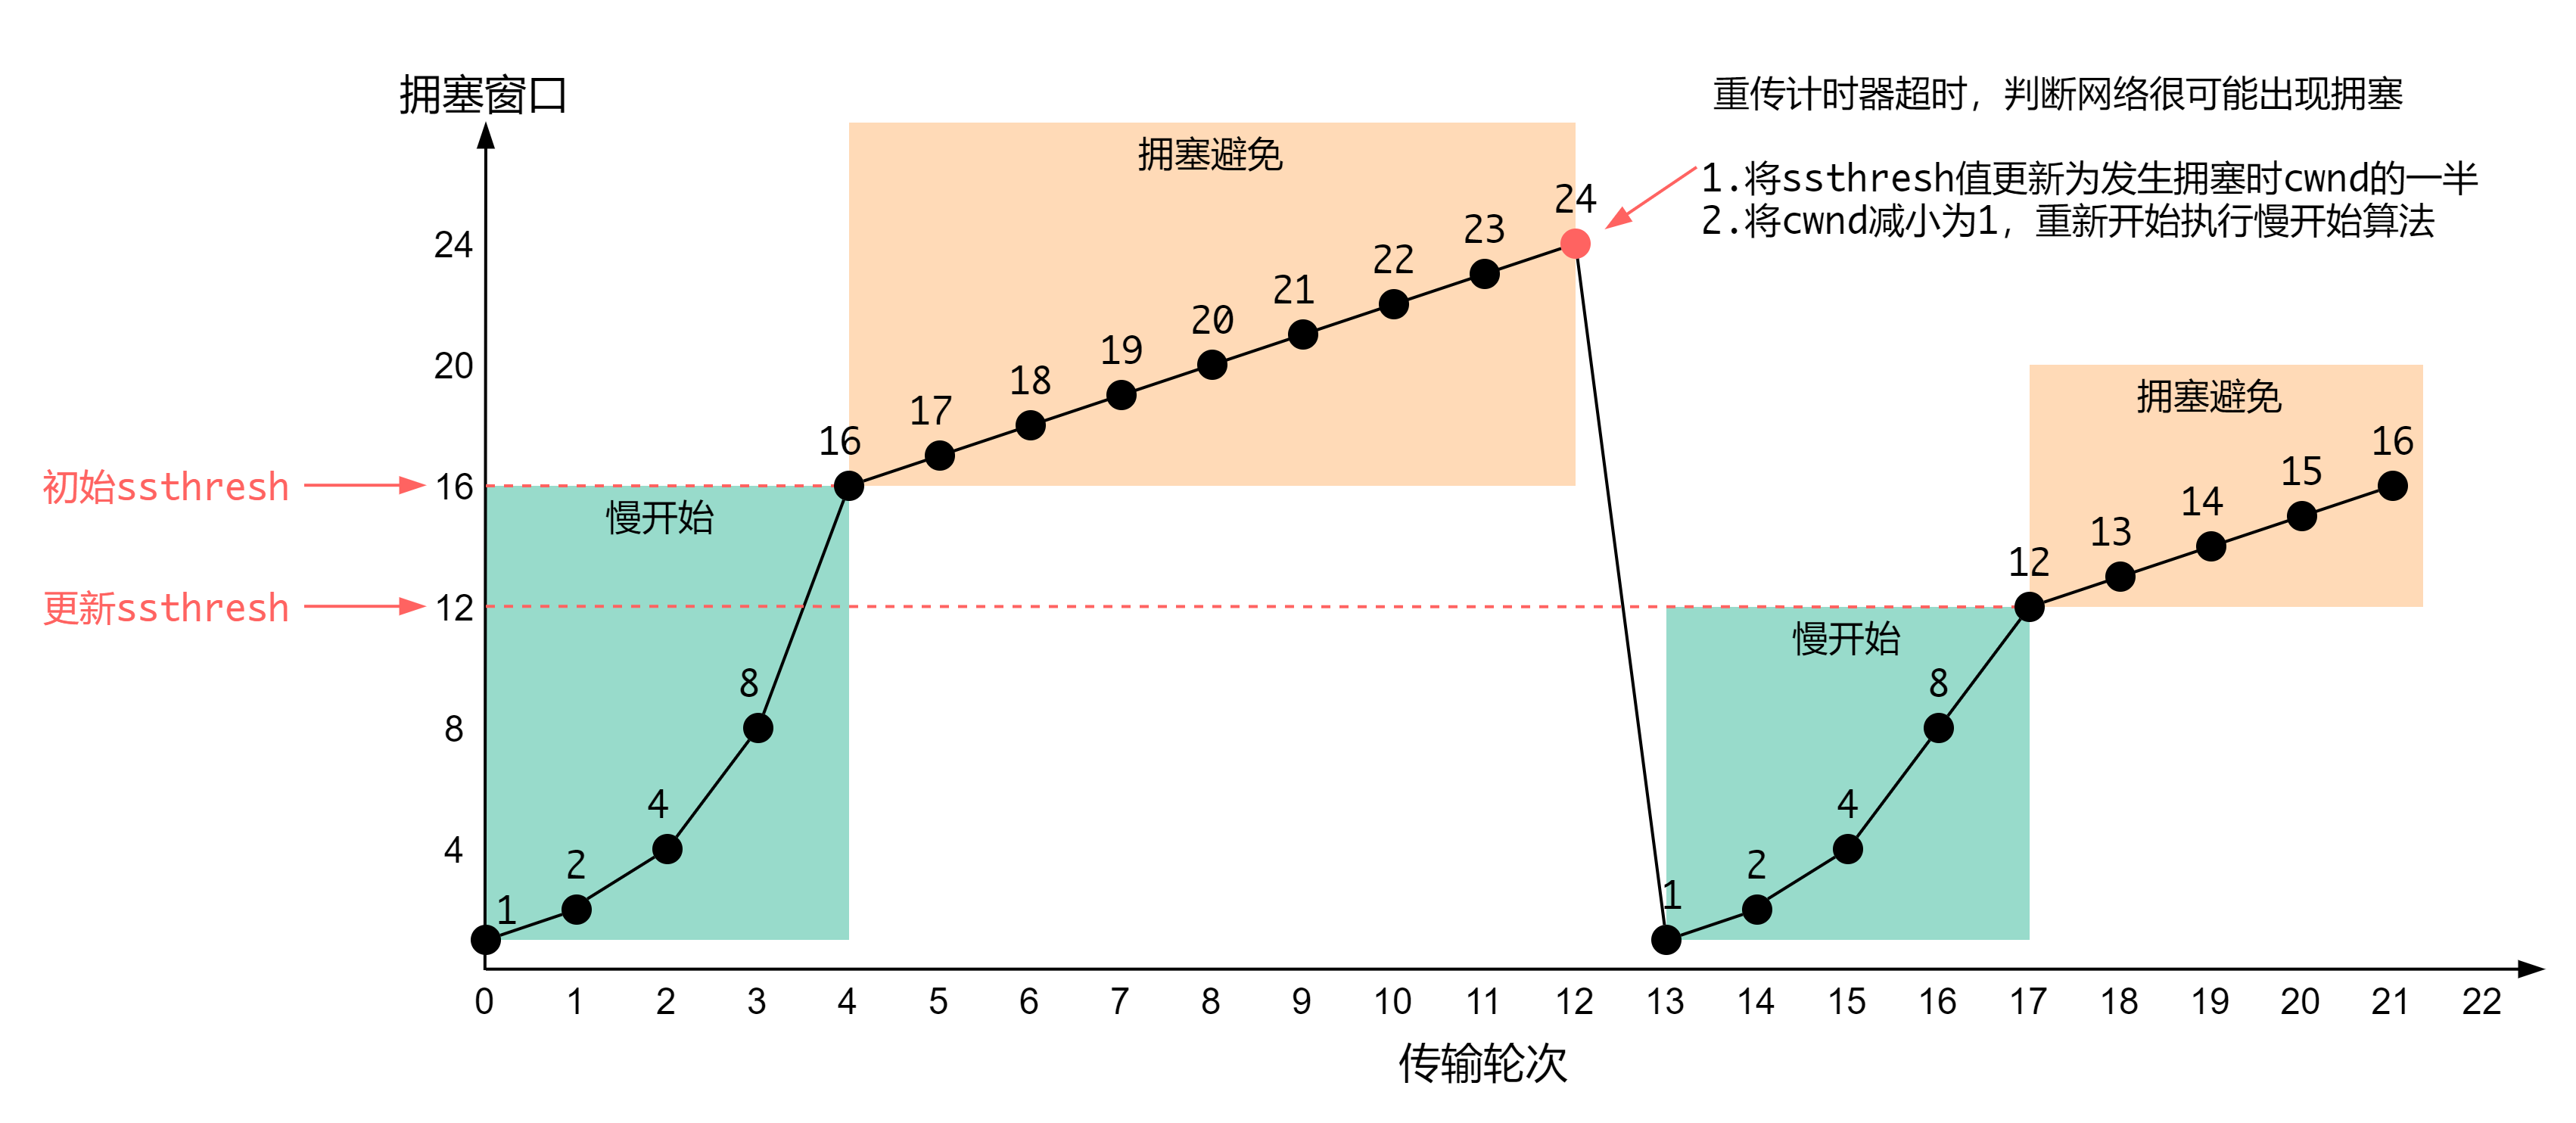 拥塞窗口
重传计时器超时，判断网络很可能出现拥塞
拥塞避免
1.将ssthresh值更新为发生拥塞时cwnd的一半
2.将cwnd减小为1，重新开始执行慢开始算法
24
24
23
22
21
20
20
19
18
17
16
拥塞避免
16
15
14
13
12
初始ssthresh
16
慢开始
更新ssthresh
12
慢开始
8
8
8
4
4
4
2
2
1
1
0 1 2 3 4 5 6 7 8 9 10 11 12 13 14 15 16 17 18 19 20 21 22
传输轮次